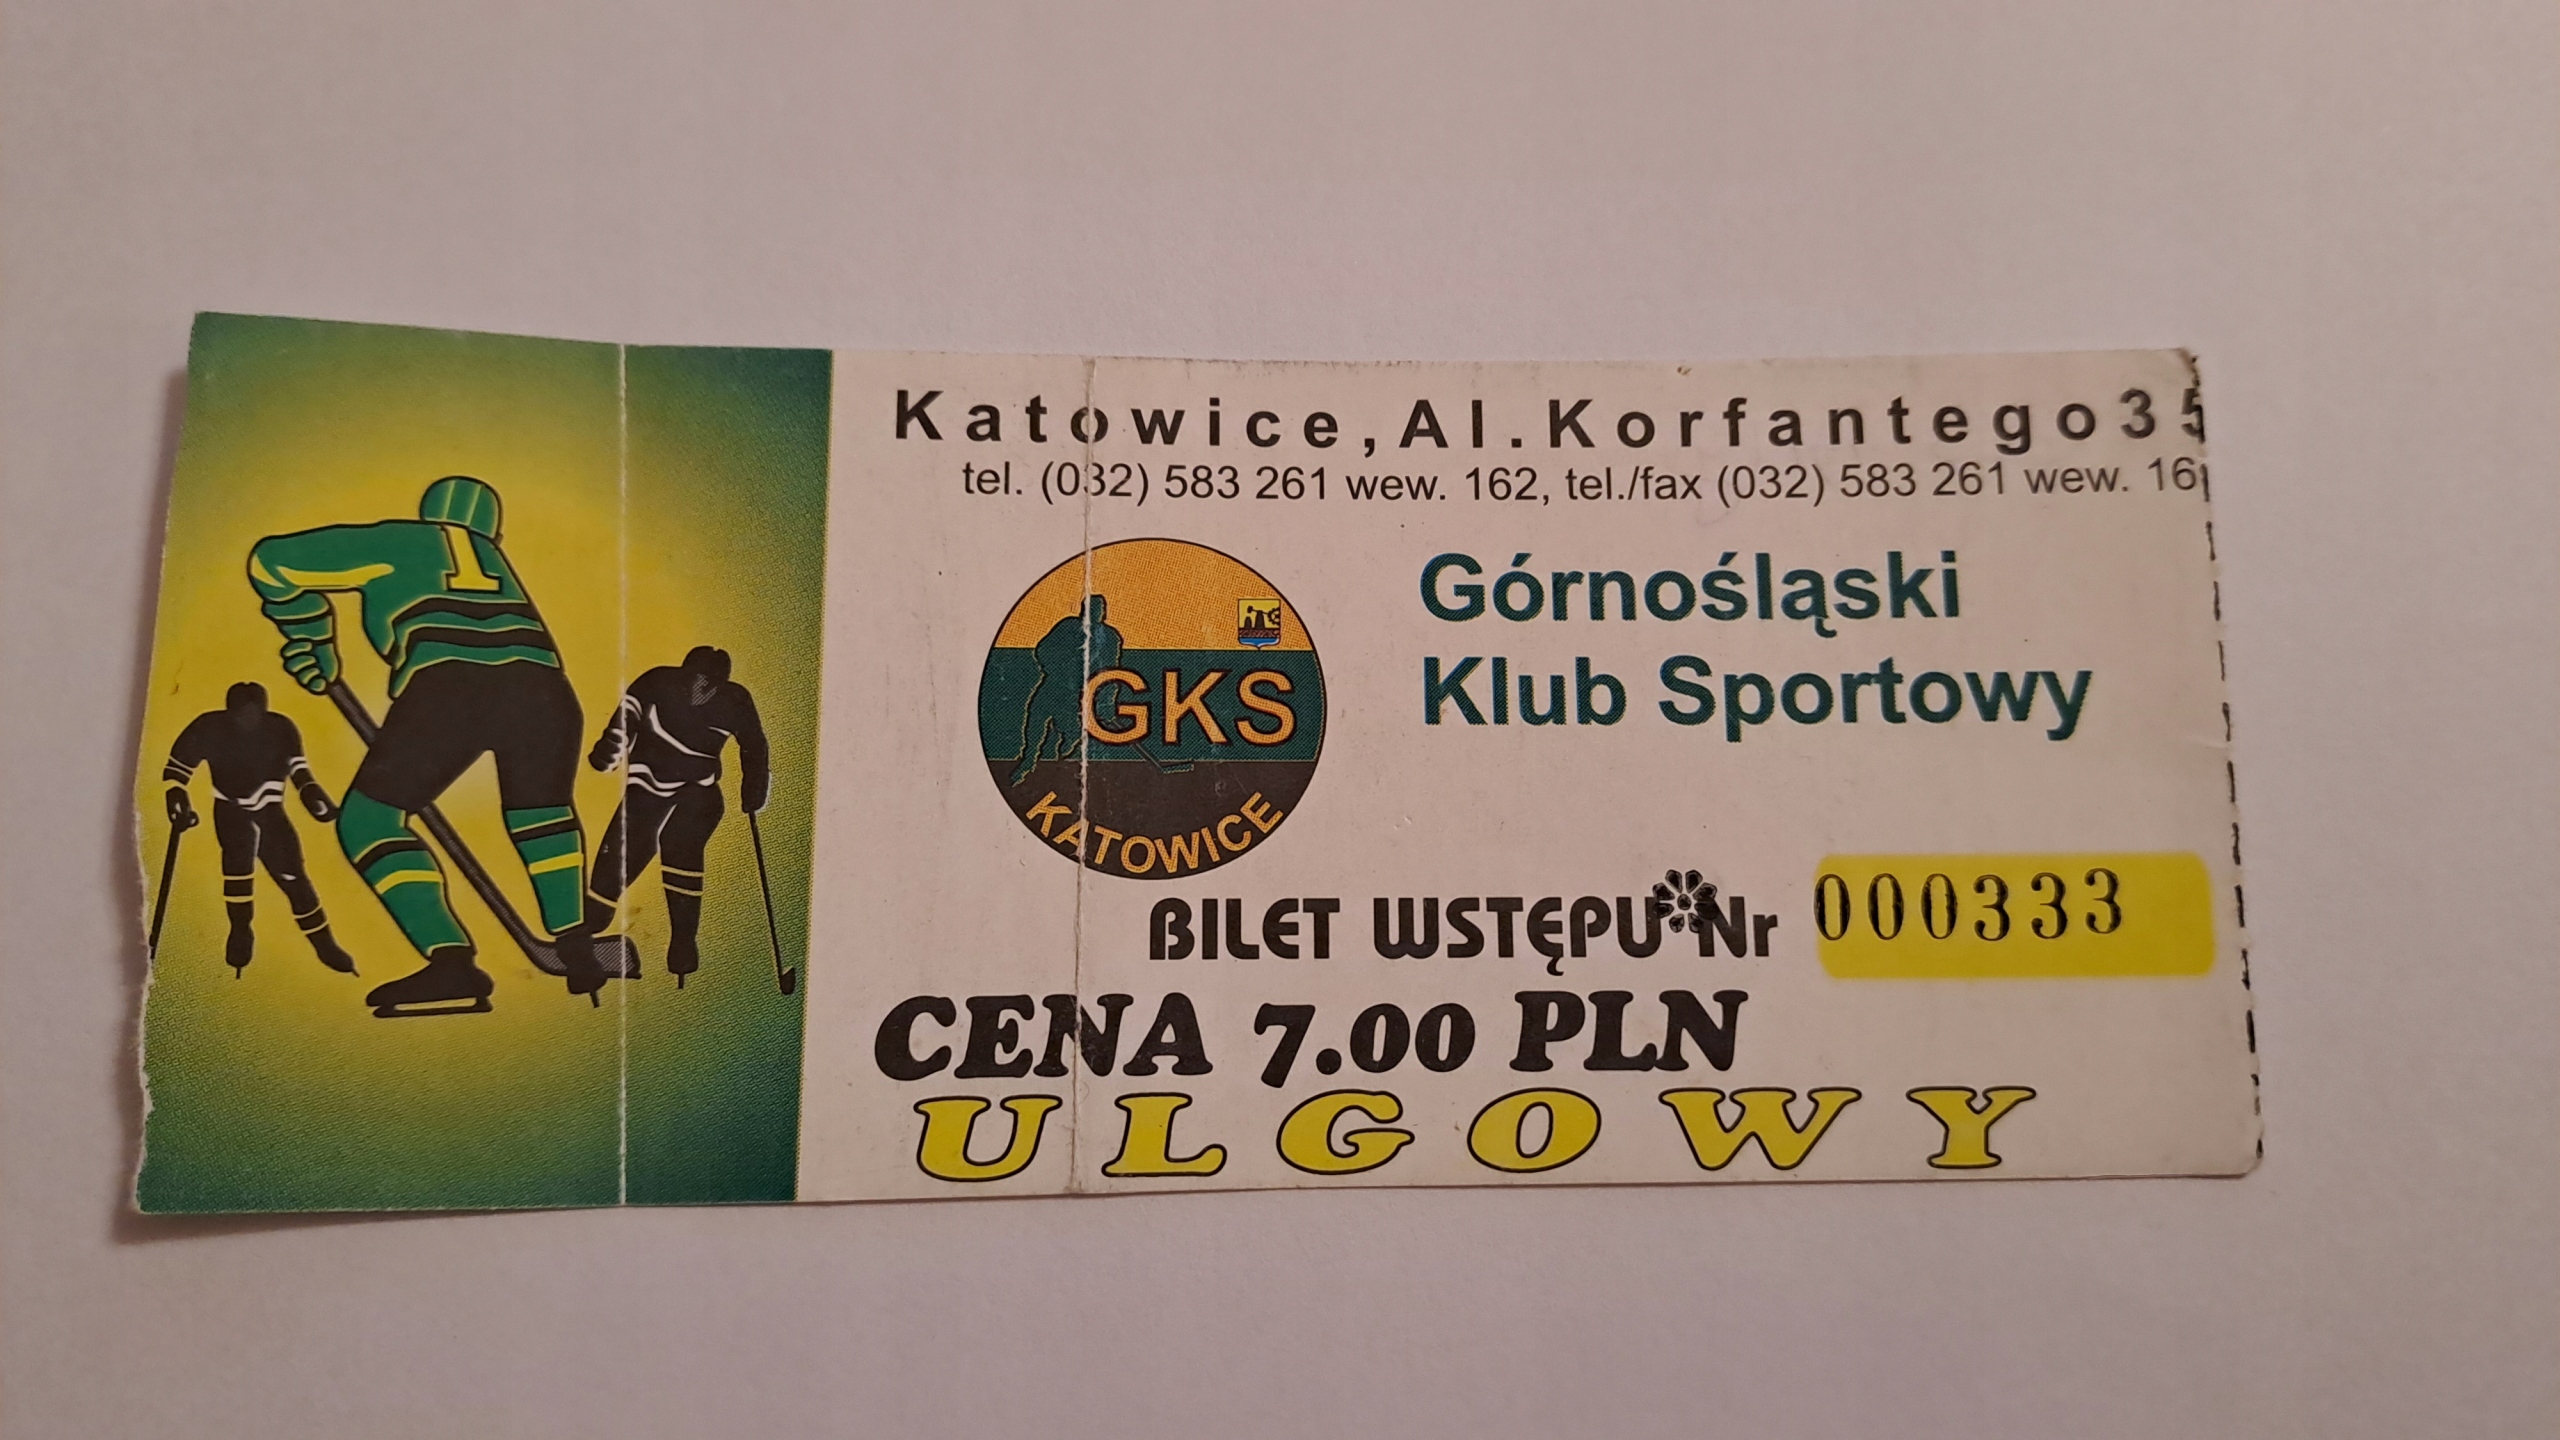 Katowice, Al. Korfantego 35
tel. (032) 583 261 wew. 162, tel./fax (032) 583 261 wew.
1
GKS
KATOWICE
Górnośląski
Klub Sportowy
BILET WSTĘPU Nr 000333
CENA 7.00 PLN
ULGOWY